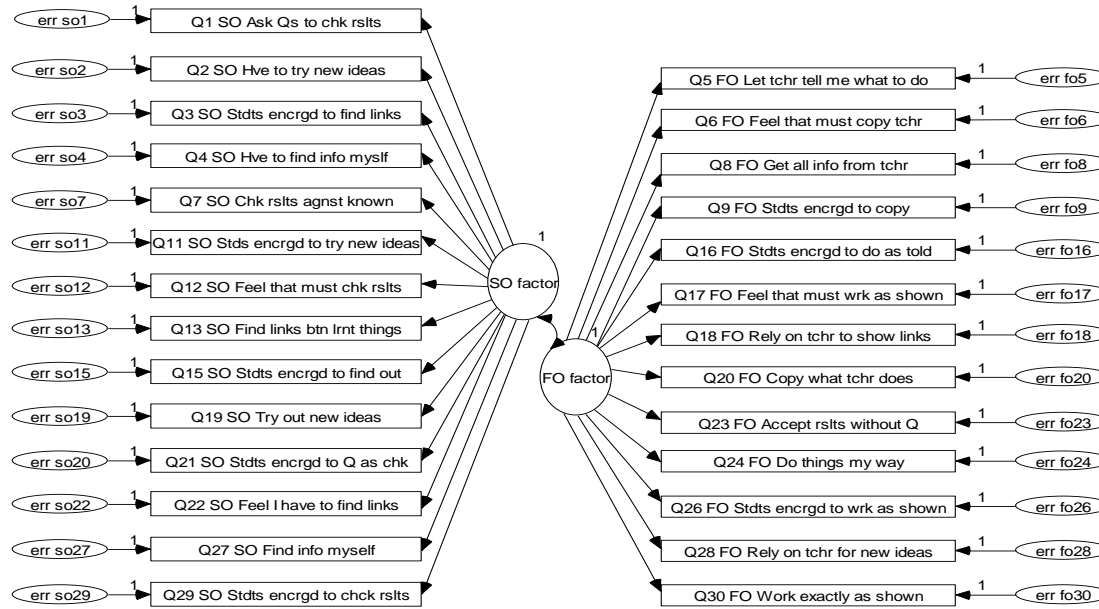 err so1 1 Q1 SO Ask Qs to chk rslts
err so2 1 Q2 SO Hve to try new ideas
err so3 1 Q3 SO Stdts encrgd to find links
err so4 1 Q4 SO Hve to find info myslf
err so7 1 Q7 SO Chk rslts agnst known
err so11 1 Q11 SO Stds encrgd to try new ideas
err so12 1 Q12 SO Feel that must chk rslts
err so13 1 Q13 SO Find links btn lrnt things
err so15 1 Q15 SO Stdts encrgd to find out
err so19 1 Q19 SO Try out new ideas
err so20 1 Q21 SO Stdts encrgd to Q as chk
err so22 1 Q22 SO Feel I have to find links
err so27 1 Q27 SO Find info myself
err so29 1 Q29 SO Stdts encrgd to chck rslts
1
SO factor
1
FO factor
Q5 FO Let tchr tell me what to do 1 err fo5
Q6 FO Feel that must copy tchr 1 err fo6
Q8 FO Get all info from tchr 1 err fo8
Q9 FO Stdts encrgd to copy 1 err fo9
Q16 FO Stdts encrgd to do as told 1 err fo16
Q17 FO Feel that must wrk as shown 1 err fo17
Q18 FO Rely on tchr to show links 1 err fo18
Q20 FO Copy what tchr does 1 err fo20
Q23 FO Accept rslts without Q 1 err fo23
Q24 FO Do things my way 1 err fo24
Q26 FO Stdts encrgd to wrk as shown 1 err fo26
Q28 FO Rely on tchr for new ideas 1 err fo28
Q30 FO Work exactly as shown 1 err fo30